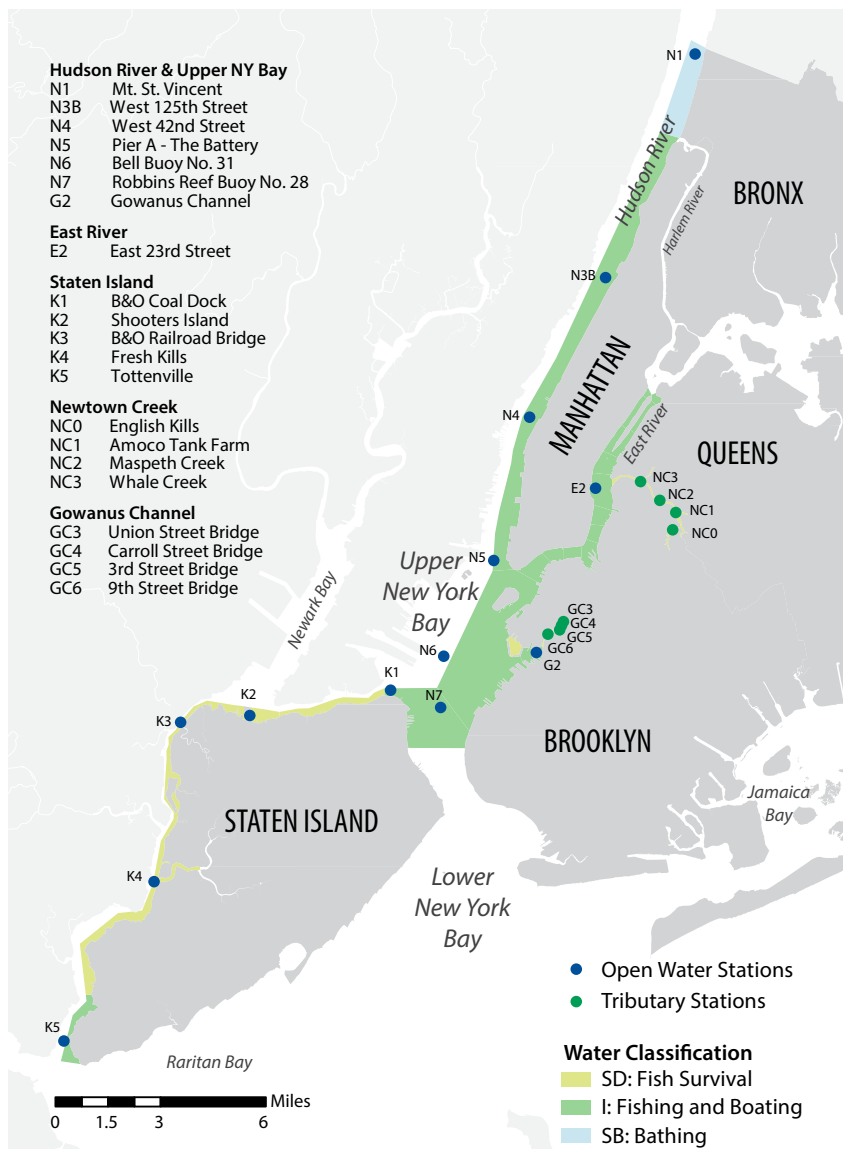 Hudson River & Upper NY Bay
N1 Mt. St. Vincent
N3B West 125th Street
N4 West 42nd Street
N5 Pier A - The Battery
N6 Bell Buoy No. 31
N7 Robbins Reef Buoy No. 28
G2 Gowanus Channel
East River
E2 East 23rd Street
Staten Island
K1 B&O Coal Dock
K2 Shooters Island
K3 B&O Railroad Bridge
K4 Fresh Kills
K5 Tottenville
Newtown Creek
NC0 English Kills
NC1 Amoco Tank Farm
NC2 Maspeth Creek
NC3 Whale Creek
Gowanus Channel
GC3 Union Street Bridge
GC4 Carroll Street Bridge
GC5 3rd Street Bridge
GC6 9th Street Bridge
N1
Hudson River
Harlem River
BRONX
N3B
MANHATTAN
N4
East River
QUEENS
E2
NC3
NC2
NC1
NC0
N5
Upper
New York
Bay
Newark Bay
GC3
GC4
GC5
GC6
G2
N6
K1
N7
K2
K3
BROOKLYN
Jamaica
Bay
STATEN ISLAND
K4
Lower
New York
Bay
K5
Raritan Bay
Open Water Stations
Tributary Stations
Water Classification
SD: Fish Survival
I: Fishing and Boating
SB: Bathing
Miles
0 1.5 3 6